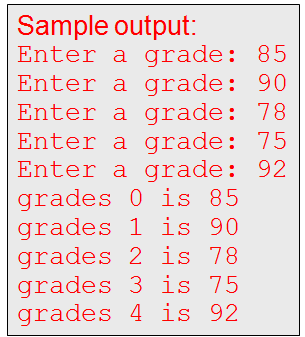 Sample output:
Enter a grade: 85
Enter a grade: 90
Enter a grade: 78
Enter a grade: 75
Enter a grade: 92
grades 0 is 85
grades 1 is 90
grades 2 is 78
grades 3 is 75
grades 4 is 92